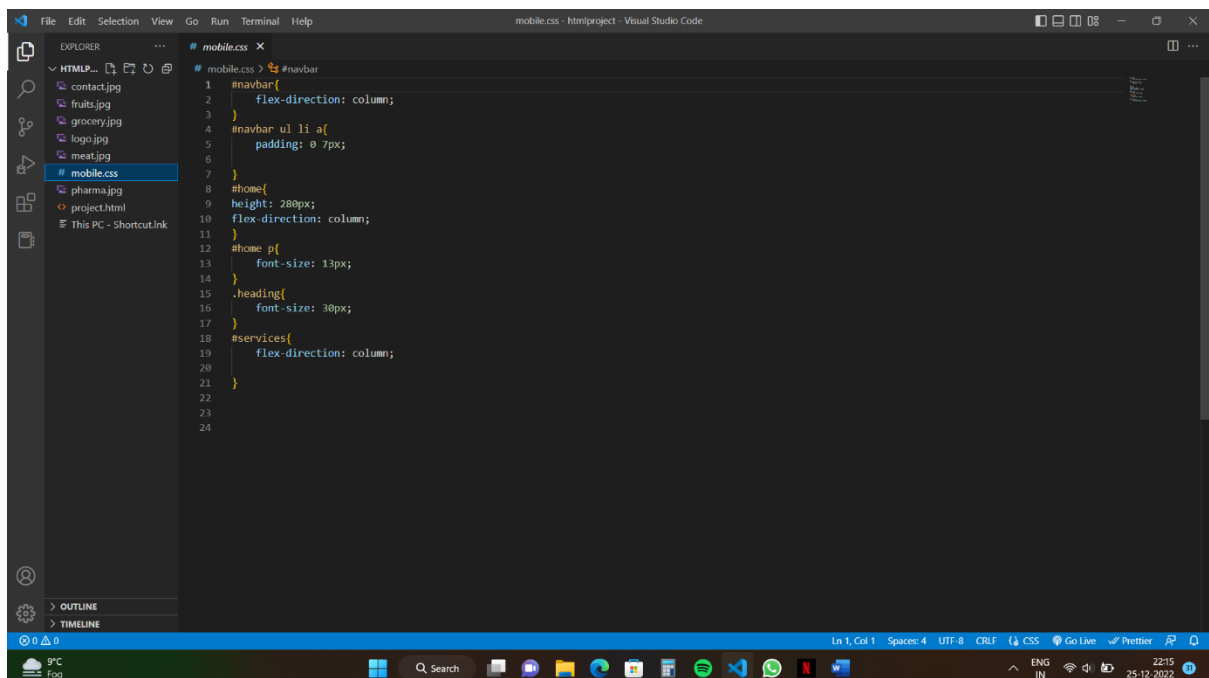 File Edit Selection View Go Run Terminal Help
mobile.css - htmlproject - Visual Studio Code
EXPLORER
HTMLP...
contact.jpg
fruits.jpg
grocery.jpg
logo.jpg
meat.jpg
# mobile.css
pharma.jpg
project.html
This PC - Shortcut.lnk
OUTLINE
TIMELINE
# mobile.css
# mobile.css > #navbar
1 #navbar{
2     flex-direction: column;
3 }
4 #navbar ul li a{
5     padding: 0 7px;
6
7 }
8 #home{
9 height: 280px;
10 flex-direction: column;
11 }
12 #home p{
13     font-size: 13px;
14 }
15 .heading{
16     font-size: 30px;
17 }
18 #services{
19     flex-direction: column;
20
21 }
22
23
24
0 0
Ln 1, Col 1 Spaces: 4 UTF-8 CRLF CSS Go Live Prettier
9°C
Fog
Search
N
W
ENG
IN
22:15
25-12-2022
31